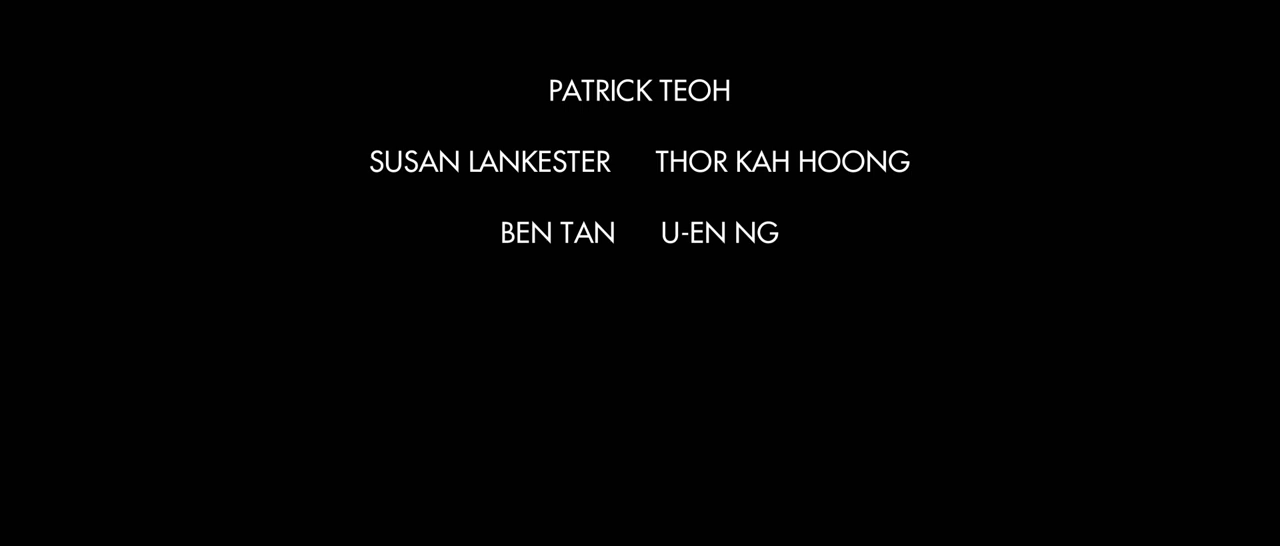 PATRICK TEOH
SUSAN LANKESTER THOR KAH HOONG
BEN TAN U-EN NG